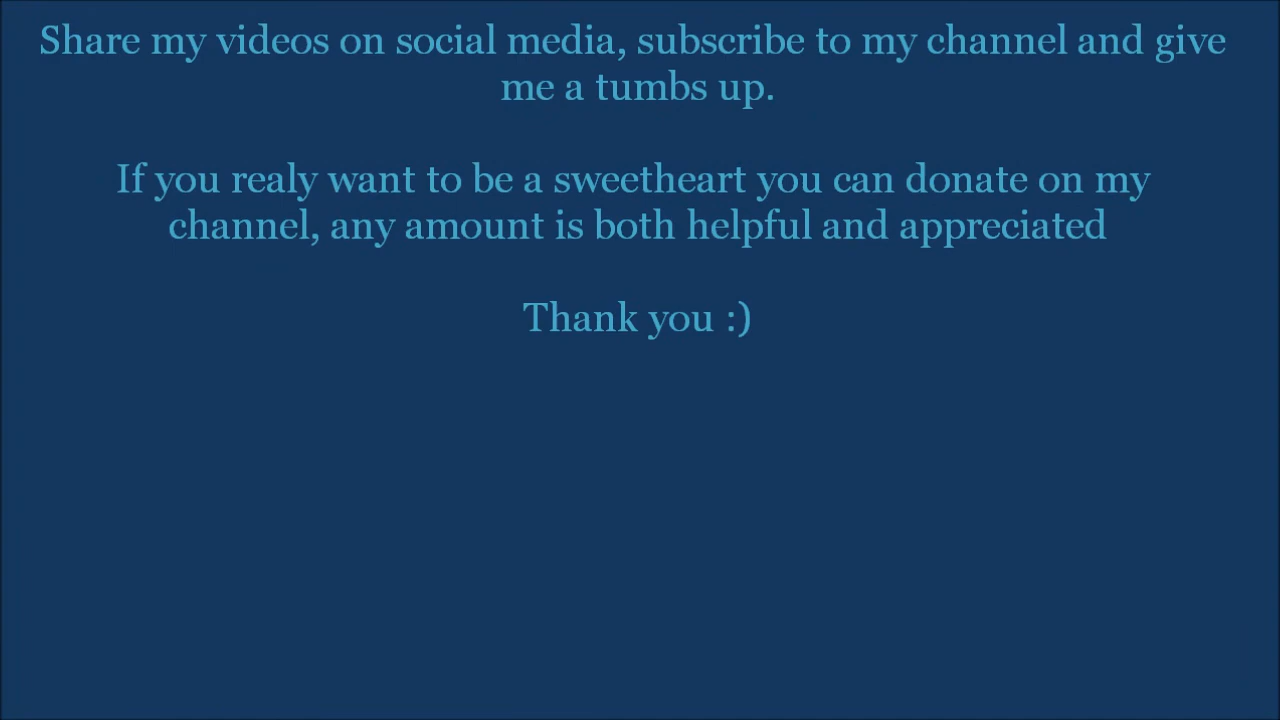 Share my videos on social media, subscribe to my channel and give
me a tumbs up.
If you realy want to be a sweetheart you can donate on my
channel, any amount is both helpful and appreciated
Thank you :)